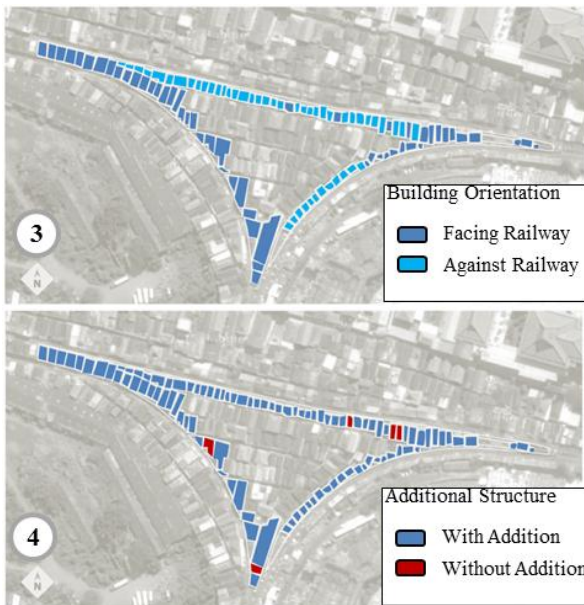 Building Orientation
Facing Railway
Against Railway
3
N
Additional Structure
With Addition
Without Addition
4
N